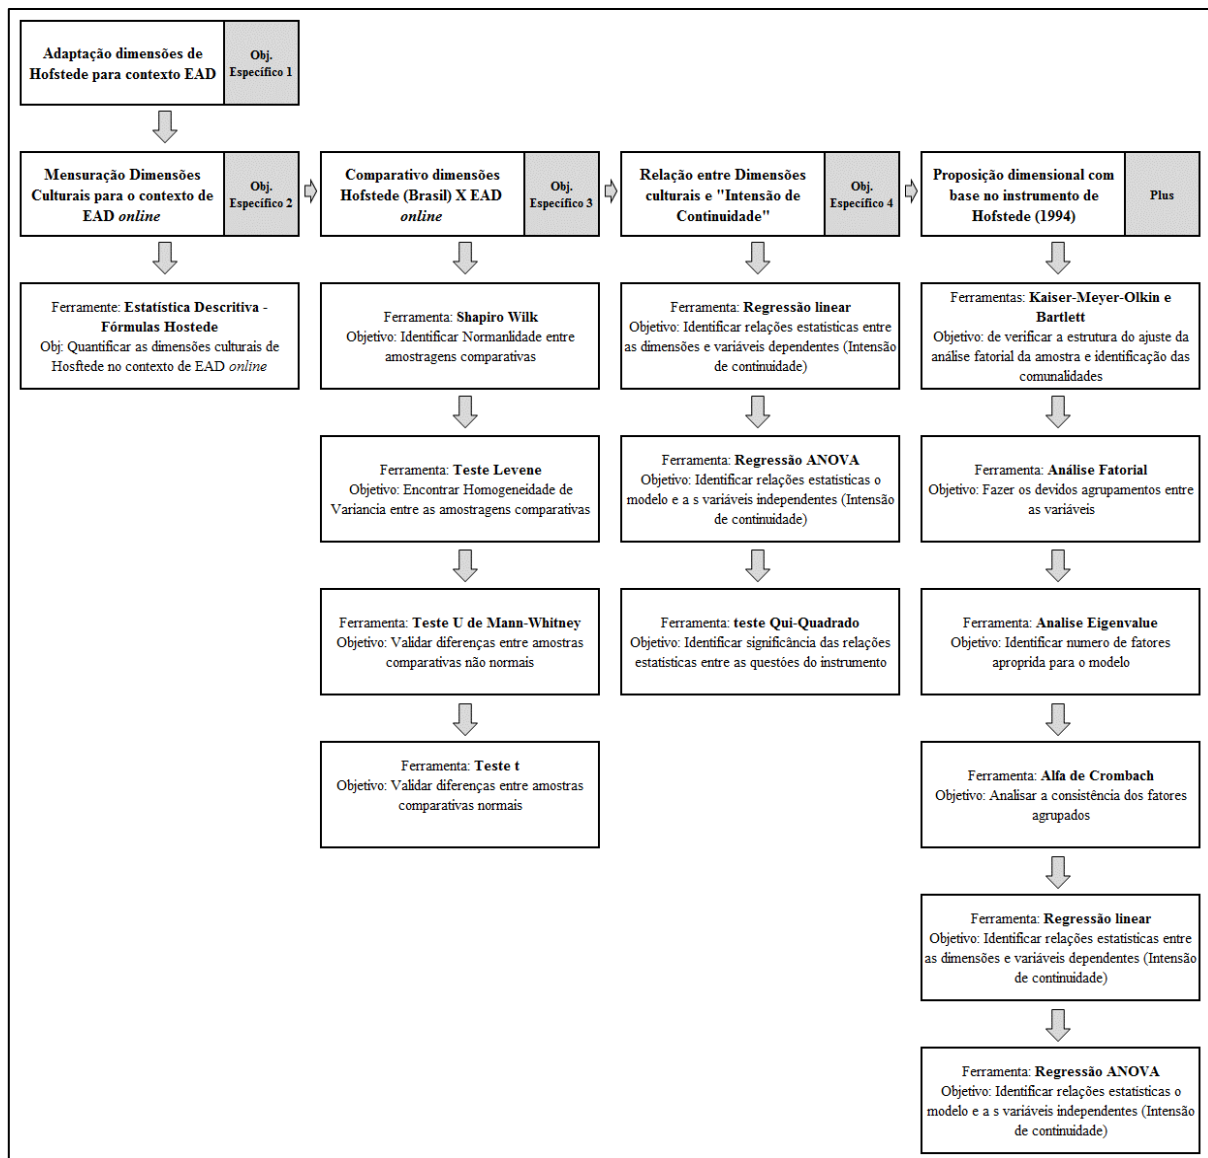 Adaptação dimensões de
Hofstede para contexto EAD
Obj.
Específico 1
Mensuração Dimensões
Culturais para o contexto de
EAD online
Obj.
Específico 2
Comparativo dimensões
Hofstede (Brasil) X EAD
online
Obj.
Específico 3
Relação entre Dimensões
culturais e "Intensão de
Continuidade"
Obj.
Específico 4
Proposição dimensional com
base no instrumento de
Hofstede (1994)
Plus
Ferramente: Estatística Descritiva -
Fórmulas Hostede
Obj: Quantificar as dimensões culturais de
Hosftede no contexto de EAD online
Ferramenta: Shapiro Wilk
Objetivo: Identificar Normanlidade entre
amostragens comparativas
Ferramenta: Teste Levene
Objetivo: Encontrar Homogeneidade de
Variancia entre as amostragens comparativas
Ferramenta: Teste U de Mann-Whitney
Objetivo: Validar diferenças entre amostras
comparativas não normais
Ferramenta: Teste t
Objetivo: Validar diferenças entre amostras
comparativas normais
Ferramenta: Regressão linear
Objetivo: Identificar relações estatisticas entre
as dimensões e variáveis dependentes (Intensão
de continuidade)
Ferramenta: Regressão ANOVA
Objetivo: Identificar relações estatisticas o
modelo e a s variáveis independentes (Intensão
de continuidade)
Ferramenta: teste Qui-Quadrado
Objetivo: Identificar significância das relações
estatisticas entre as questões do instrumento
Ferramentas: Kaiser-Meyer-Olkin e
Bartlett
Objetivo: de verificar a estrutura do ajuste da
análise fatorial da amostra e identificação das
comunalidades
Ferramenta: Análise Fatorial
Objetivo: Fazer os devidos agrupamentos entre
as variáveis
Ferramenta: Analise Eigenvalue
Objetivo: Identificar numero de fatores
aproprida para o modelo
Ferramenta: Alfa de Crombach
Objetivo: Analisar a consistência dos fatores
agrupados
Ferramenta: Regressão linear
Objetivo: Identificar relações estatisticas entre
as dimensões e variáveis dependentes (Intensão
de continuidade)
Ferramenta: Regressão ANOVA
Objetivo: Identificar relações estatisticas o
modelo e a s variáveis independentes (Intensão
de continuidade)